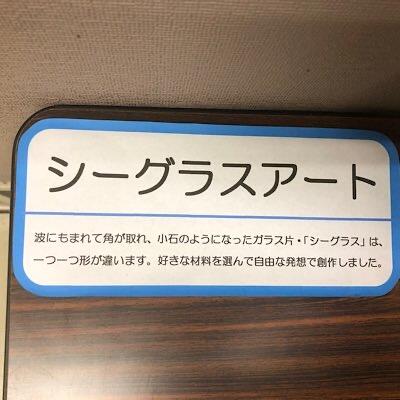 シーグラスアート
波にもまれて角が取れ、小石のようになったガラス片・「シーグラス」は、
一つ一つ形が違います。好きな材料を選んで自由な発想で創作しました。